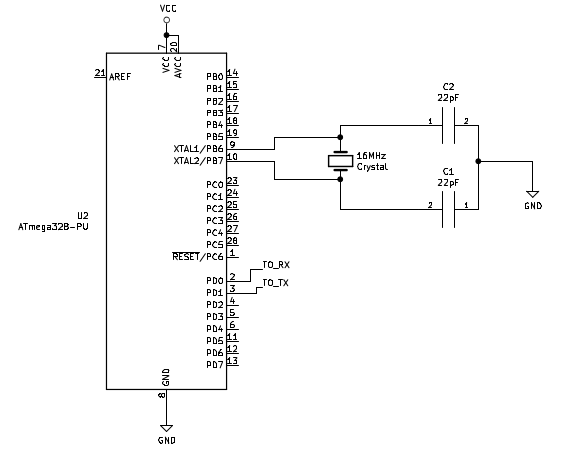 VCC
7
20
VCC
AVCC
21
AREF
PB0 14
PB1 15
PB2 16
PB3 17
PB4 18
PB5 19
XTAL1/PB6 9
XTAL2/PB7 10
PC0 23
PC1 24
PC2 25
PC3 26
PC4 27
PC5 28
RESET/PC6 1
PD0 2
PD1 3
PD2 4
PD3 5
PD4 6
PD5 11
PD6 12
PD7 13
U2
ATmega328-PU
GND
8
GND
TO_RX
TO_TX
16MHz
Crystal
C2
22pF
1 2
C1
22pF
2 1
GND